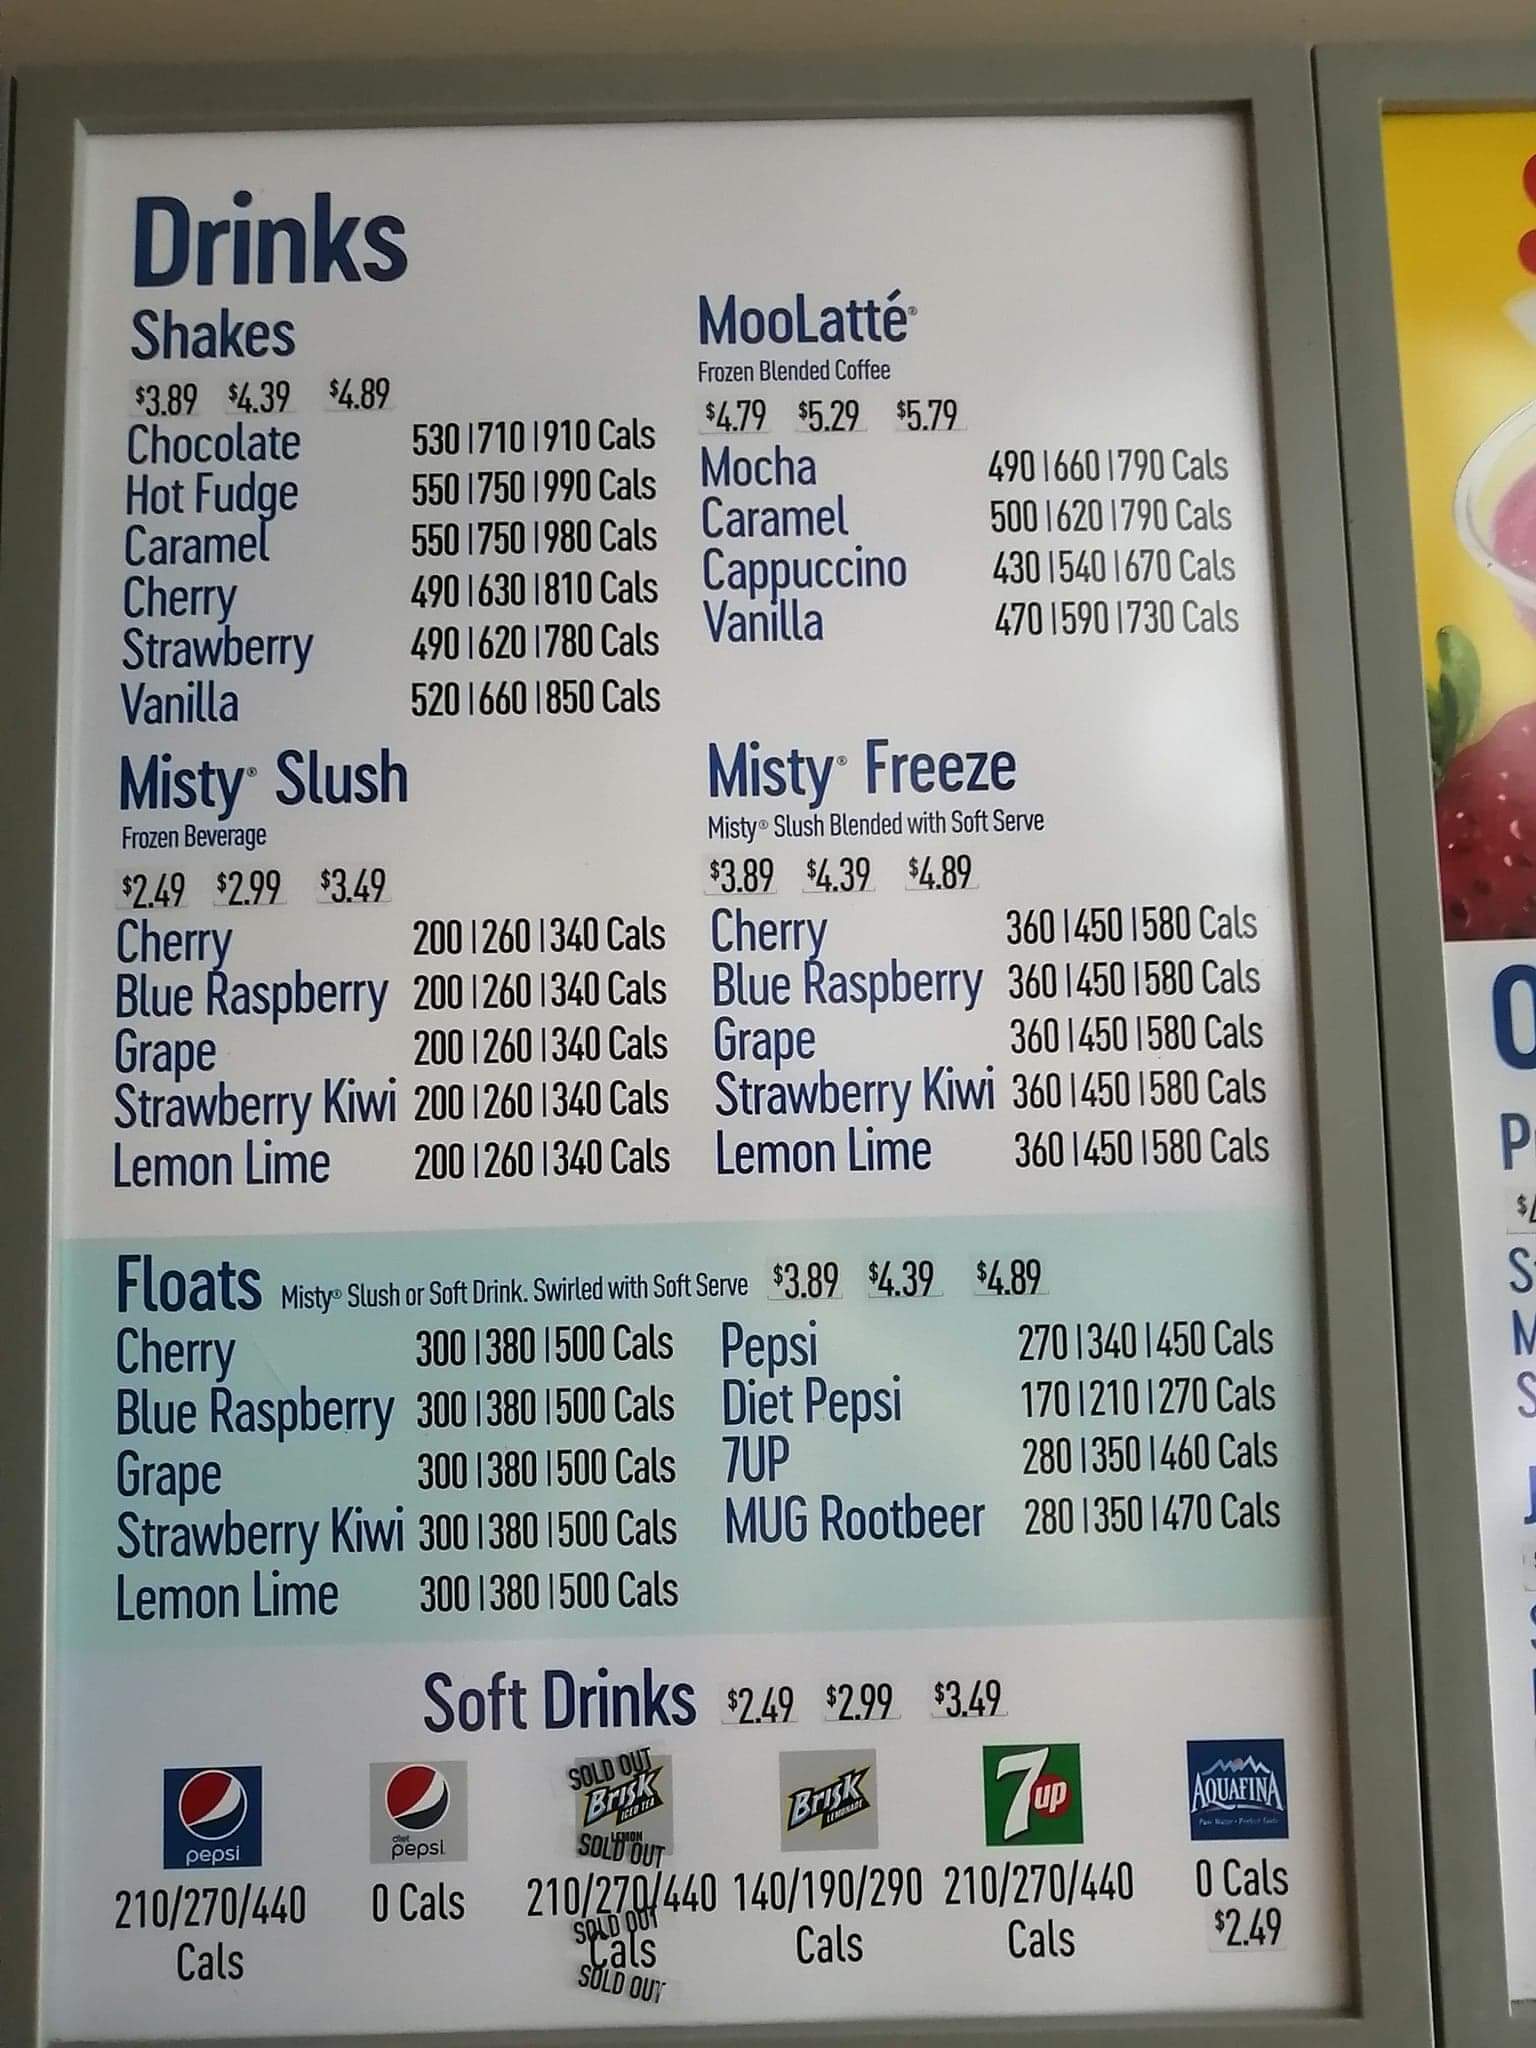 Drinks
Shakes
$3.89 $4.39 $4.89
Chocolate 530|710|910 Cals
Hot Fudge 550|750|990 Cals
Caramel 550|750|980 Cals
Cherry 490|630|810 Cals
Strawberry 490|620|780 Cals
Vanilla 520|660|850 Cals
MooLatté®
Frozen Blended Coffee
$4.79 $5.29 $5.79
Mocha 490|660|790 Cals
Caramel 500|620|790 Cals
Cappuccino 430|540|670 Cals
Vanilla 470|590|730 Cals
Misty® Slush
Frozen Beverage
$2.49 $2.99 $3.49
Cherry 200|260|340 Cals
Blue Raspberry 200|260|340 Cals
Grape 200|260|340 Cals
Strawberry Kiwi 200|260|340 Cals
Lemon Lime 200|260|340 Cals
Misty® Freeze
Misty® Slush Blended with Soft Serve
$3.89 $4.39 $4.89
Cherry 360|450|580 Cals
Blue Raspberry 360|450|580 Cals
Grape 360|450|580 Cals
Strawberry Kiwi 360|450|580 Cals
Lemon Lime 360|450|580 Cals
Floats Misty® Slush or Soft Drink. Swirled with Soft Serve $3.89 $4.39 $4.89
Cherry 300|380|500 Cals
Blue Raspberry 300|380|500 Cals
Grape 300|380|500 Cals
Strawberry Kiwi 300|380|500 Cals
Lemon Lime 300|380|500 Cals
Pepsi 270|340|450 Cals
Diet Pepsi 170|210|270 Cals
7UP 280|350|460 Cals
MUG Rootbeer 280|350|470 Cals
Soft Drinks $2.49 $2.99 $3.49
pepsi
210/270/440
Cals
diet
pepsi
0 Cals
SOLD OUT
Brisk
ICED TEA
LEMON
SOLD OUT
210/270/440
SOLD OUT
Cals
SOLD OUT
Brisk
LEMONADE
140/190/290
Cals
7up
210/270/440
Cals
AQUAFINA
Pure Water • Perfect Taste
0 Cals
$2.49